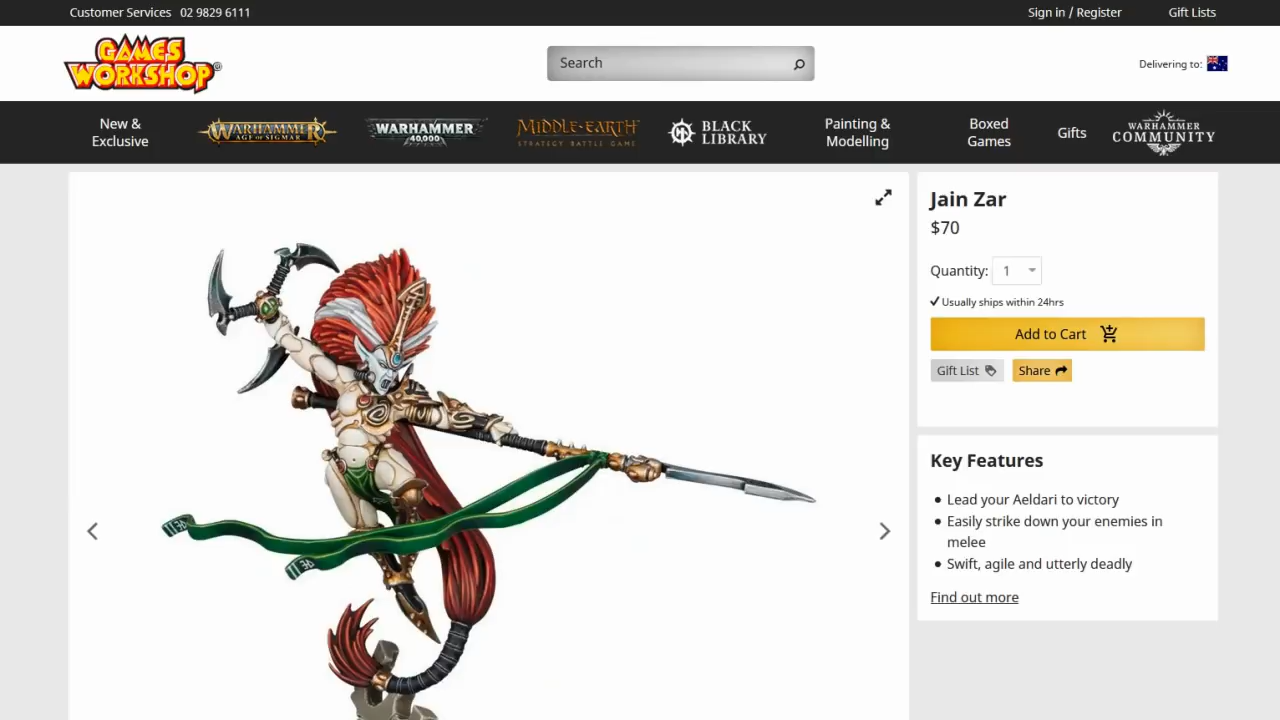 Customer Services 02 9829 6111
Sign in / Register
Gift Lists
GAMES
WORKSHOP®
Search
Delivering to:
New &
Exclusive
WARHAMMER
AGE OF SIGMAR
WARHAMMER
40,000
MIDDLE-EARTH
STRATEGY BATTLE GAME
BLACK
LIBRARY
Painting &
Modelling
Boxed
Games
Gifts
WARHAMMER
COMMUNITY
Jain Zar
$70
Quantity: 1
Usually ships within 24hrs
Add to Cart
Gift List
Share
Key Features
• Lead your Aeldari to victory
• Easily strike down your enemies in
melee
• Swift, agile and utterly deadly
Find out more